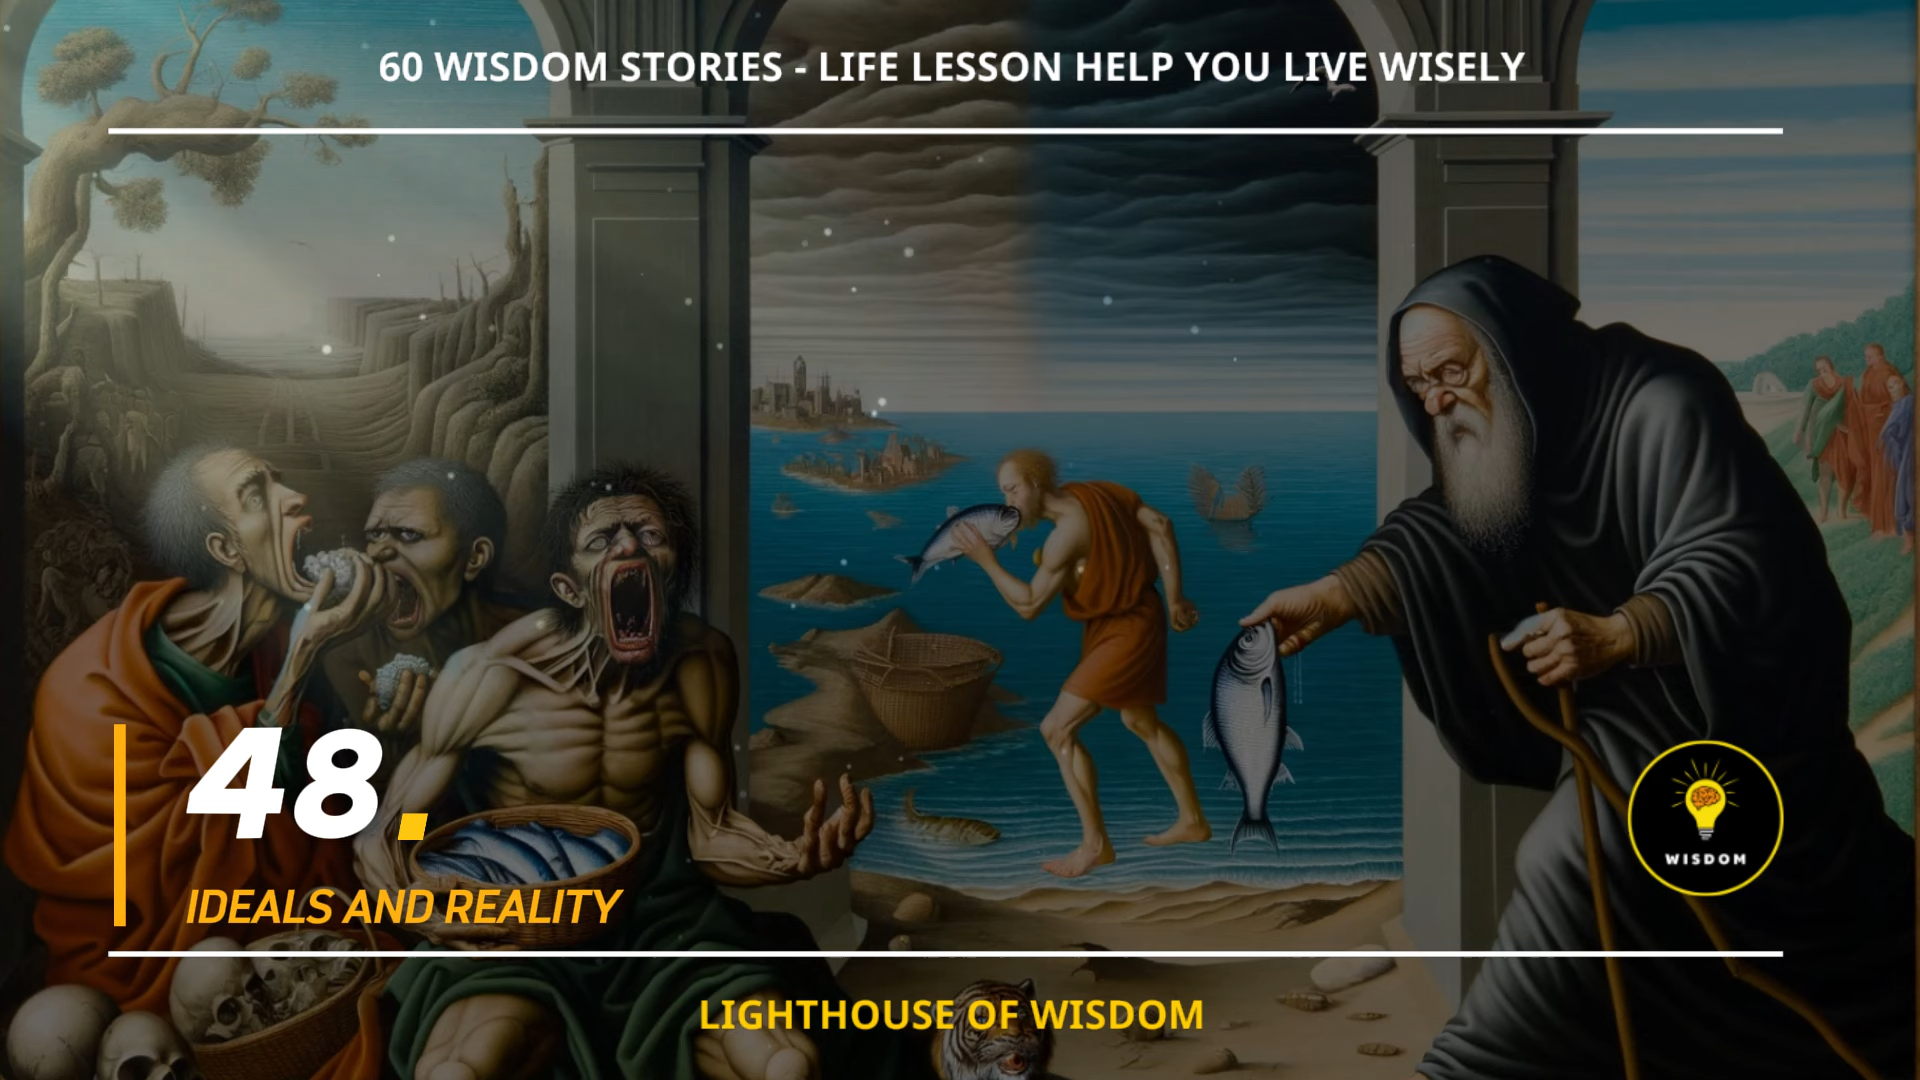 60 WISDOM STORIES - LIFE LESSON HELP YOU LIVE WISELY
48.
IDEALS AND REALITY
WISDOM
LIGHTHOUSE OF WISDOM